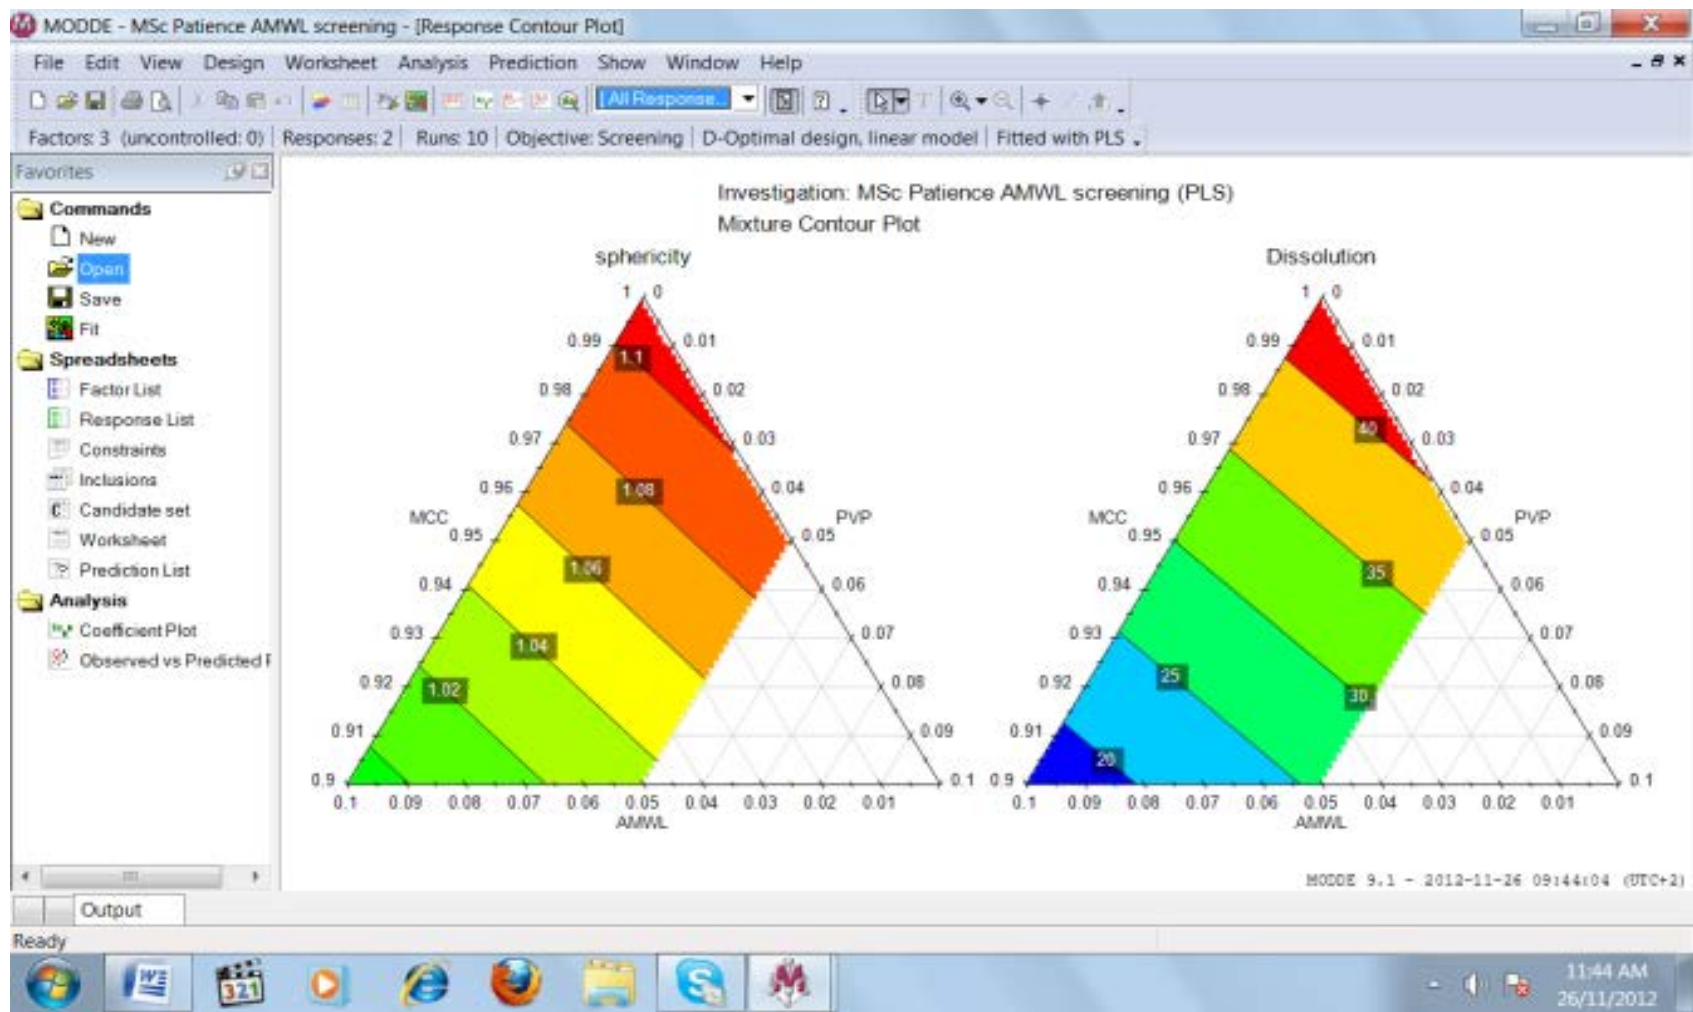 MODDE - MSc Patience AMWL screening - [Response Contour Plot]
File Edit View Design Worksheet Analysis Prediction Show Window Help
[All Response...
Factors: 3 (uncontrolled: 0) Responses: 2 Runs: 10 Objective: Screening D-Optimal design, linear model Fitted with PLS
Favorites
Commands
New
Open
Save
Fit
Spreadsheets
Factor List
Response List
Constraints
Inclusions
Candidate set
Worksheet
Prediction List
Analysis
Coefficient Plot
Observed vs Predicted
Investigation: MSc Patience AMWL screening (PLS)
Mixture Contour Plot
sphericity
1 0
0.99 0.01
1.1
0.98 0.02
0.97 0.03
0.96 1.08 0.04
MCC PVP
0.95 0.05
1.06
0.94 0.06
0.93 0.07
1.04
0.92 1.02 0.08
0.91 0.09
0.9 0.1
0.1 0.09 0.08 0.07 0.06 0.05 0.04 0.03 0.02 0.01
AMWL
Dissolution
1 0
0.99 0.01
0.98 0.02
40
0.97 0.03
0.96 0.04
MCC PVP
0.95 0.05
35
0.94 0.06
0.93 0.07
25
0.92 30 0.08
0.91 0.09
20
0.9 0.1
0.1 0.09 0.08 0.07 0.06 0.05 0.04 0.03 0.02 0.01
AMWL
MODDE 9.1 - 2012-11-26 09:44:04 (UTC+2)
Output
Ready
321
11:44 AM
26/11/2012